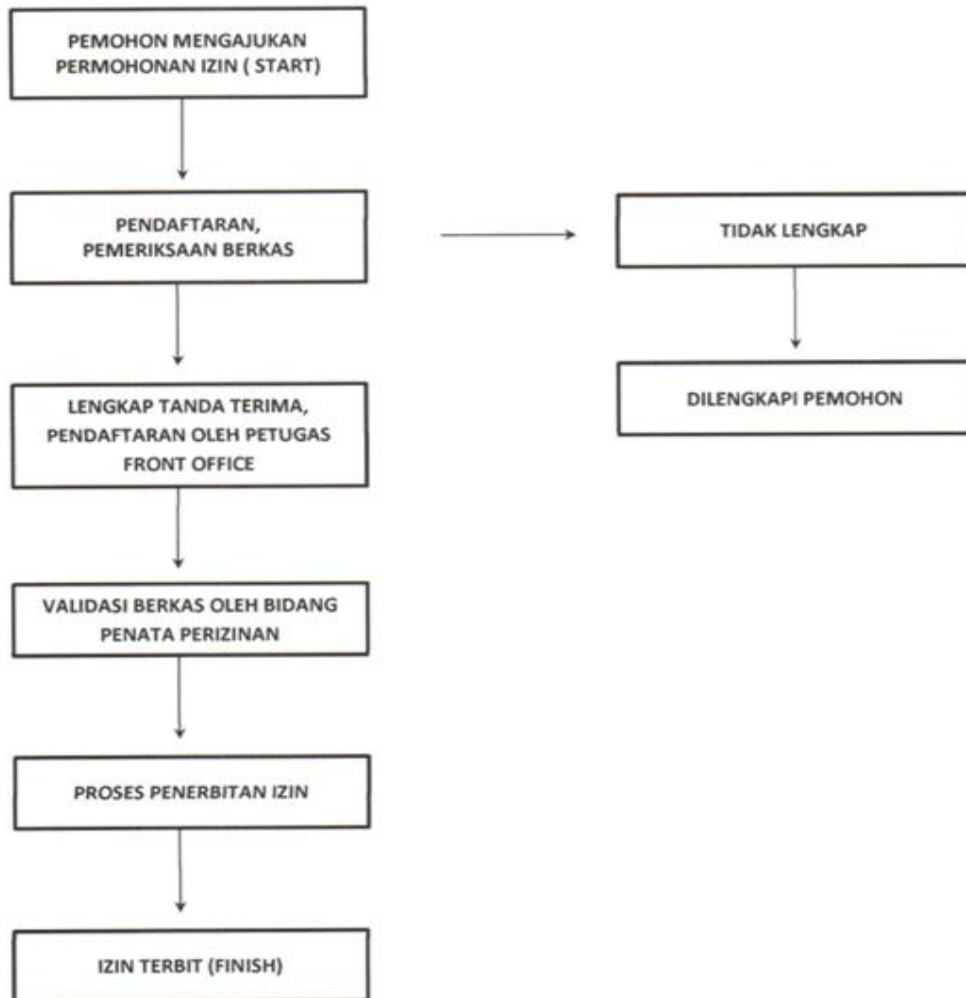 PEMOHON MENGAJUKAN
PERMOHONAN IZIN ( START)
PENDAFTARAN,
PEMERIKSAAN BERKAS
TIDAK LENGKAP
DILENGKAPI PEMOHON
LENGKAP TANDA TERIMA,
PENDAFTARAN OLEH PETUGAS
FRONT OFFICE
VALIDASI BERKAS OLEH BIDANG
PENATA PERIZINAN
PROSES PENERBITAN IZIN
IZIN TERBIT (FINISH)